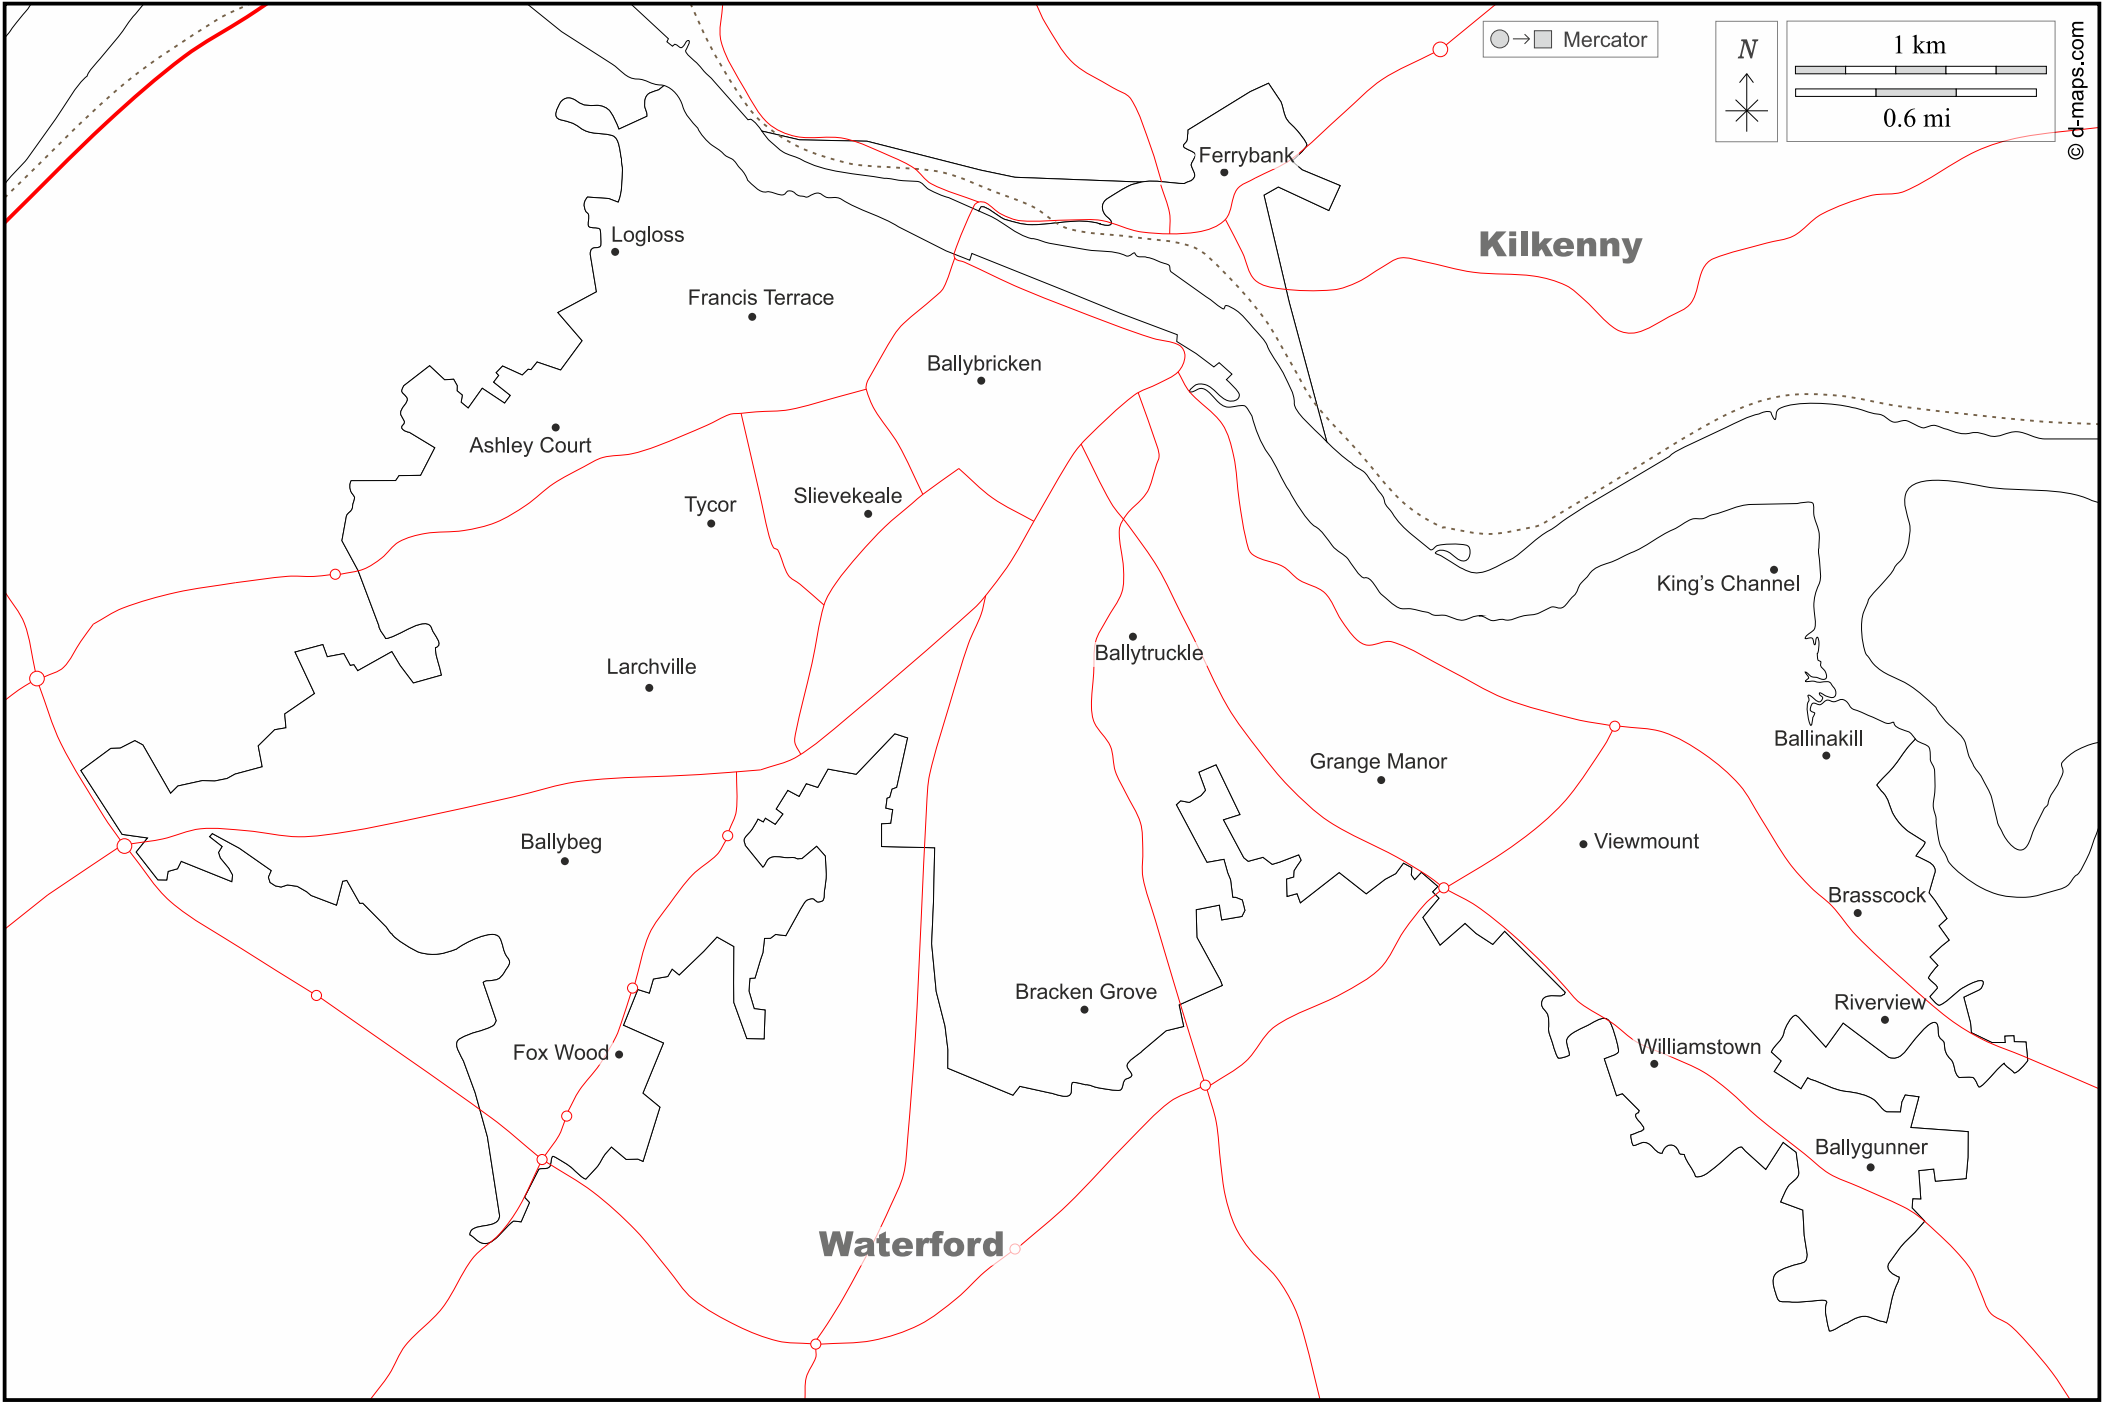 Mercator
N
1 km
0.6 mi
© d-maps.com
Ferrybank
Logloss
Kilkenny
Francis Terrace
Ballybricken
Ashley Court
Tycor
Slievekeale
King's Channel
Ballytruckle
Larchville
Ballinakill
Grange Manor
Ballybeg
Viewmount
Brasscock
Bracken Grove
Riverview
Fox Wood
Williamstown
Ballygunner
Waterford